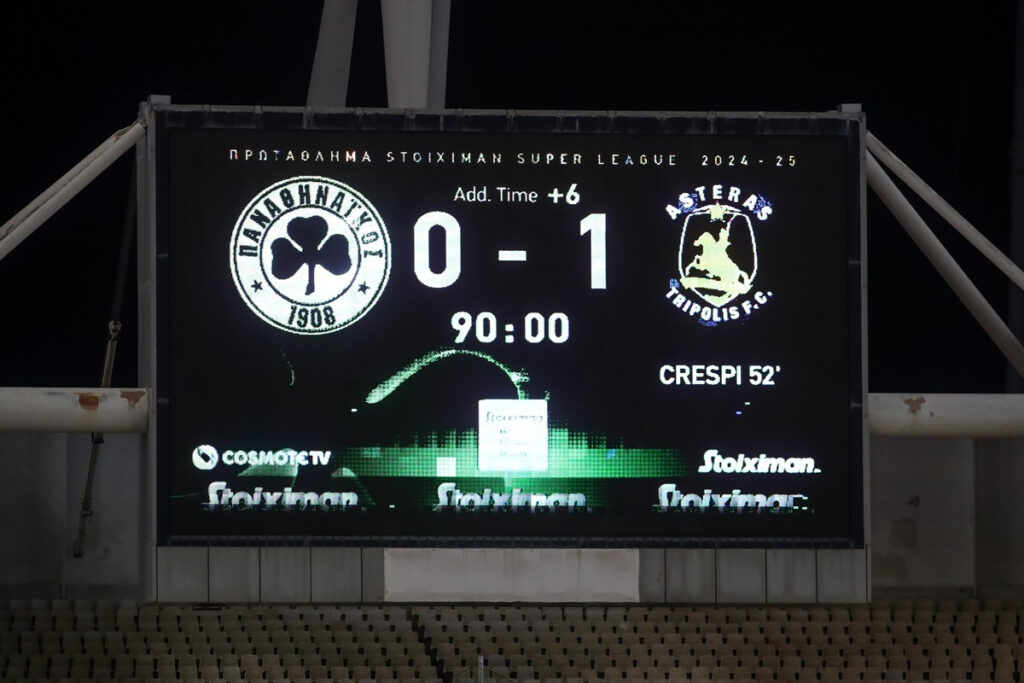 ΠΡΩΤΑΘΛΗΜΑ STOIXIMAN SUPER LEAGUE 2024 - 25
Add. Time +6
ΠΑΝΑΘΗΝΑΪΚΟΣ
1908
0 - 1
ASTERAS
TRIPOLIS F.C.
90:00
CRESPI 52'
Stoiximan
COSMOTE TV
Stoiximan
Stoiximan
Stoiximan
Stoiximan